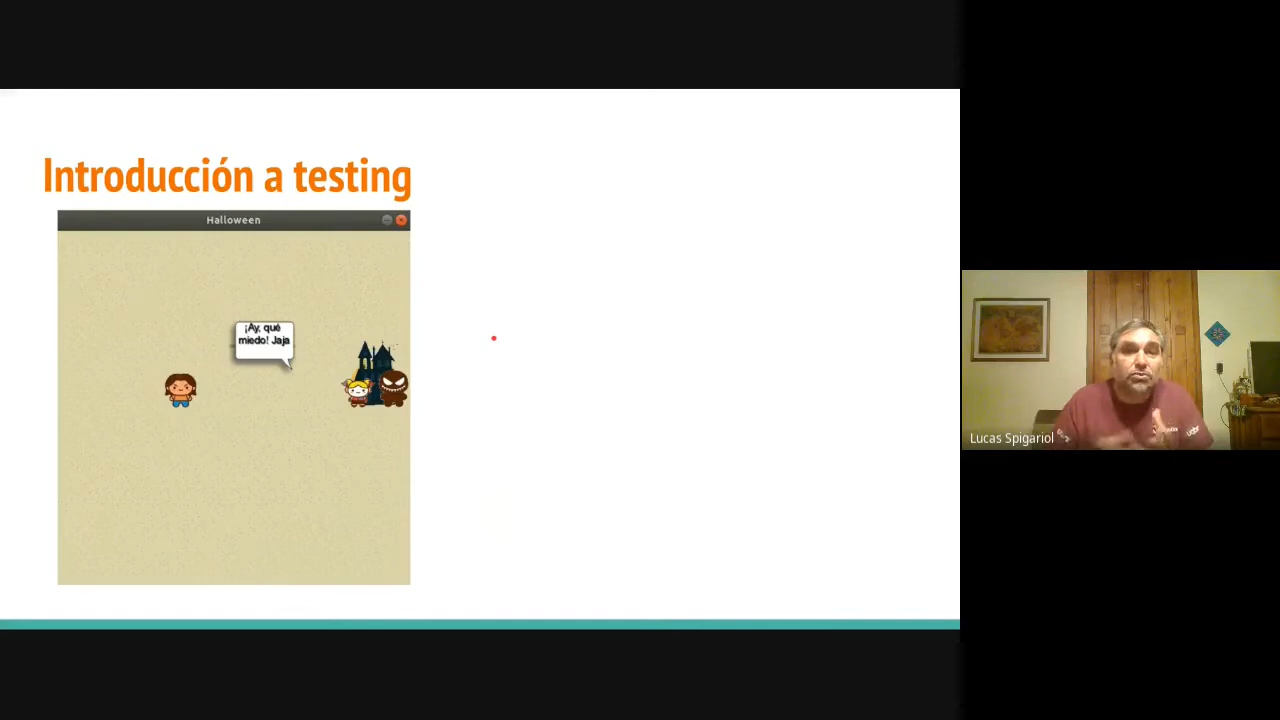 Introducción a testing
Halloween
¡Ay, qué
miedo! Jaja
Lucas Spigariol